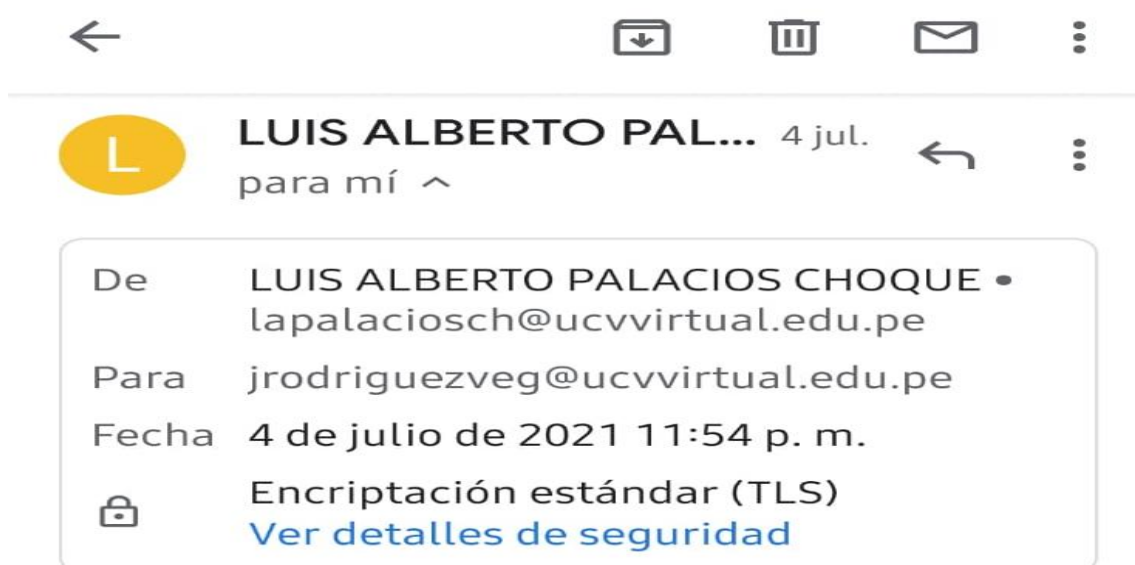 LUIS ALBERTO PAL... 4 jul.
L
para mí
De LUIS ALBERTO PALACIOS CHOQUE •
lapalaciosch@ucvvirtual.edu.pe
Para jrodriguezveg@ucvvirtual.edu.pe
Fecha 4 de julio de 2021 11:54 p. m.
Encriptación estándar (TLS)
Ver detalles de seguridad